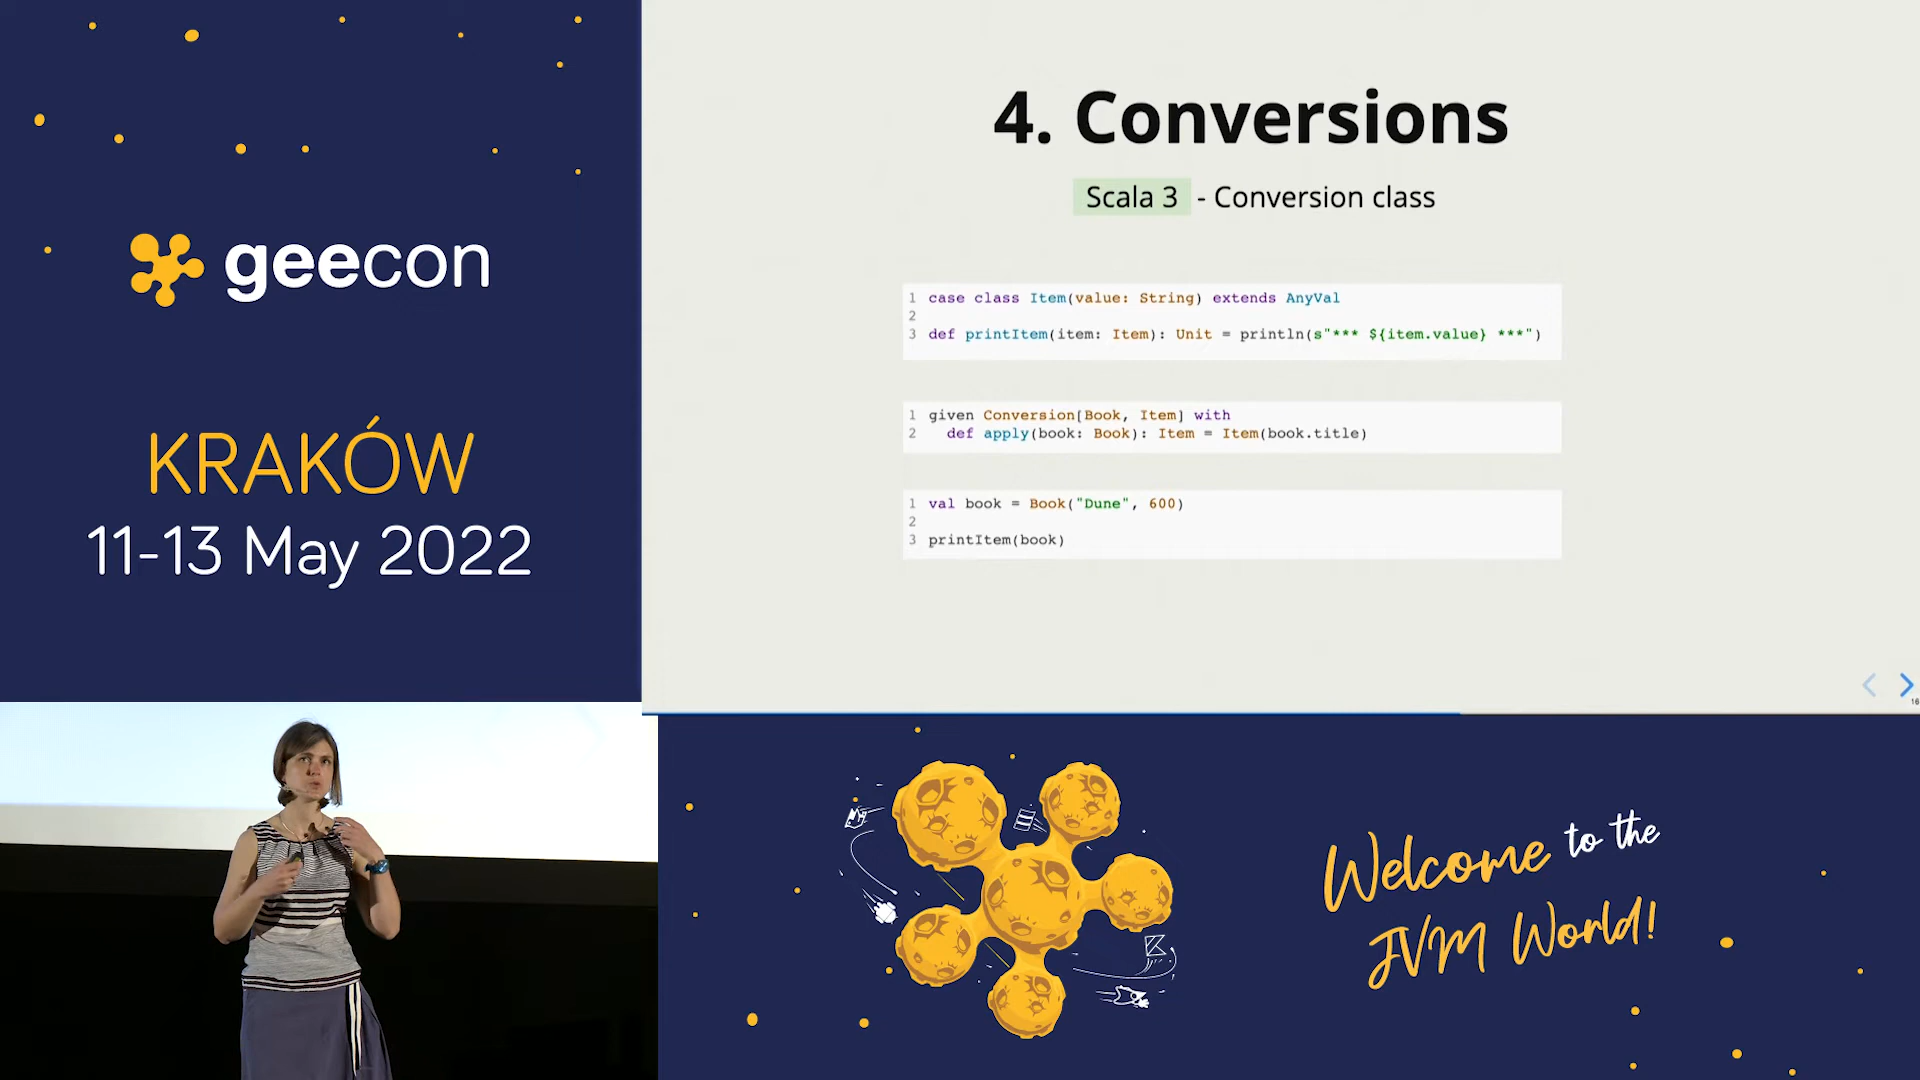 geecon
KRAKÓW
11-13 May 2022
4. Conversions
Scala 3 - Conversion class
1 case class Item(value: String) extends AnyVal
2
3 def printItem(item: Item): Unit = println(s"*** ${item.value} ***")
1 given Conversion[Book, Item] with
2   def apply(book: Book): Item = Item(book.title)
1 val book = Book("Dune", 600)
2
3 printItem(book)
16
Welcome to the
JVM World!